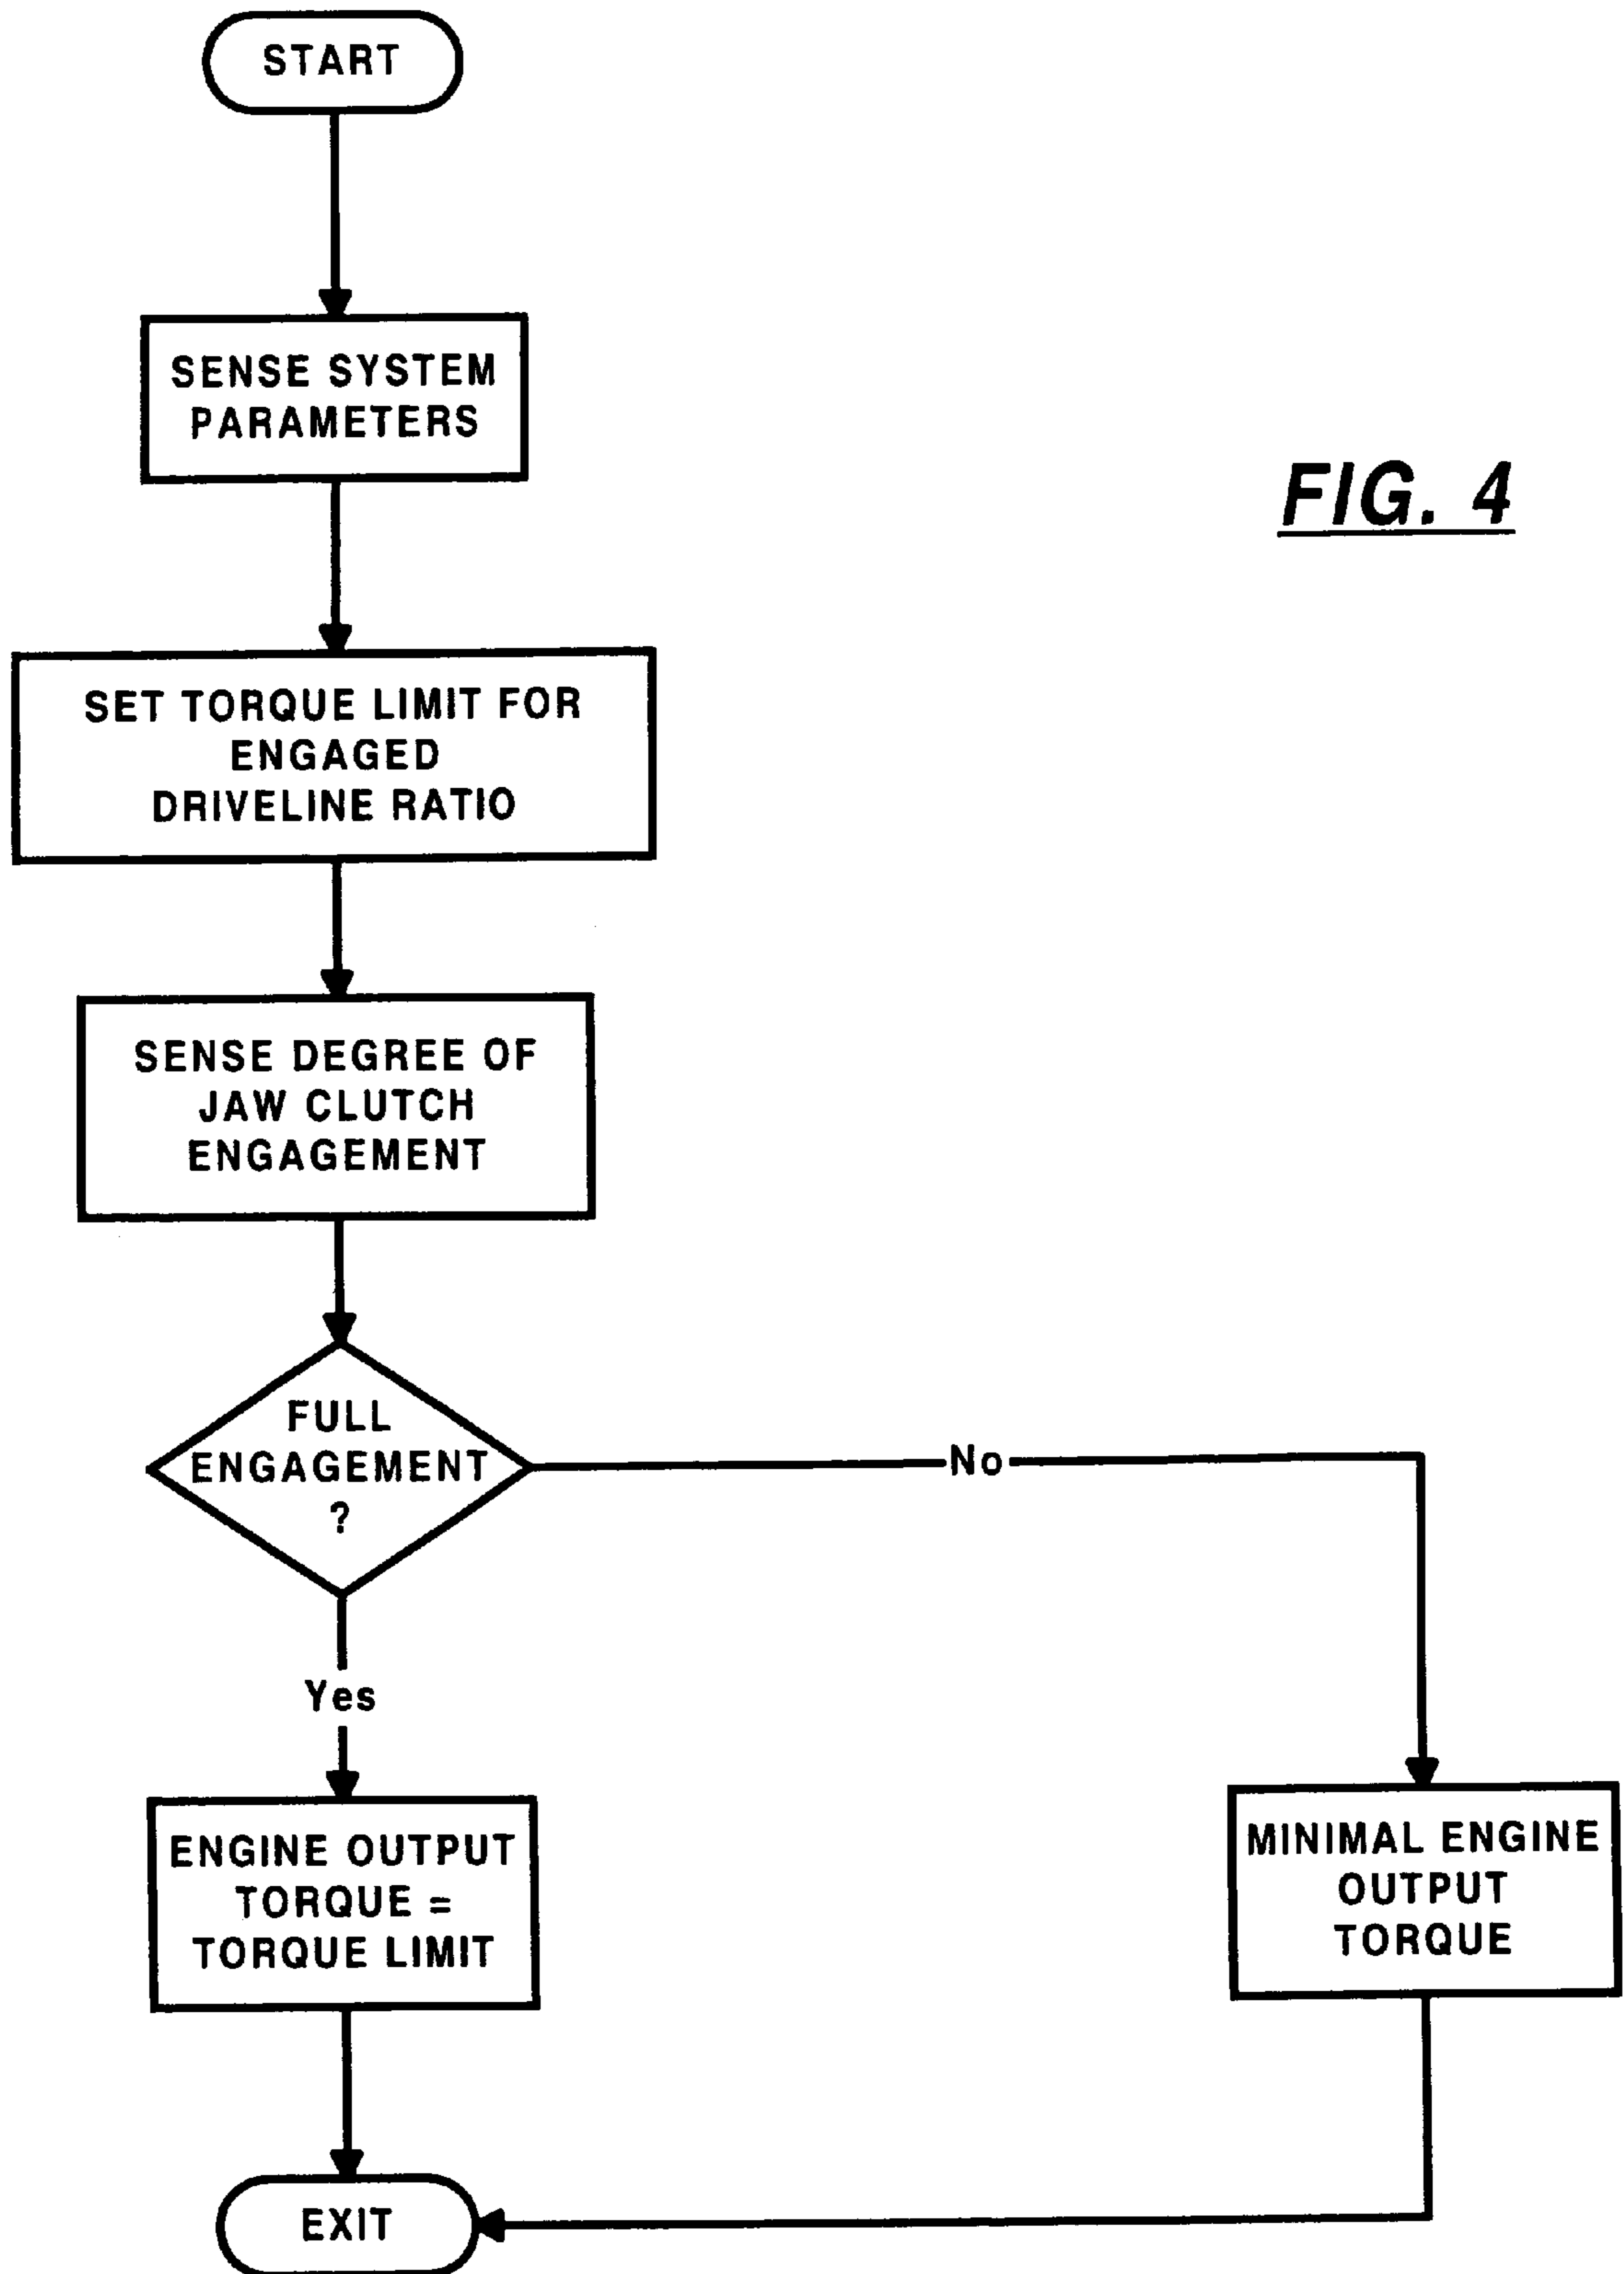 START
SENSE SYSTEM
PARAMETERS
FIG. 4
SET TORQUE LIMIT FOR
ENGAGED
DRIVELINE RATIO
SENSE DEGREE OF
JAW CLUTCH
ENGAGEMENT
FULL
ENGAGEMENT
?
No
Yes
ENGINE OUTPUT
TORQUE =
TORQUE LIMIT
MINIMAL ENGINE
OUTPUT
TORQUE
EXIT